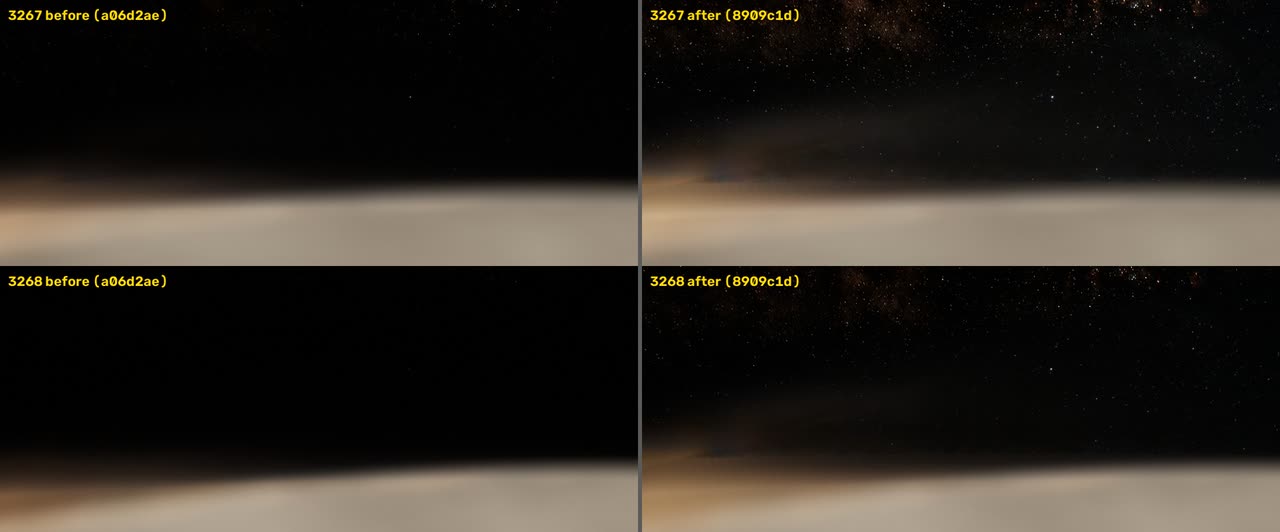 3267 before (a06d2ae)
3267 after (8909c1d)
3268 before (a06d2ae)
3268 after (8909c1d)